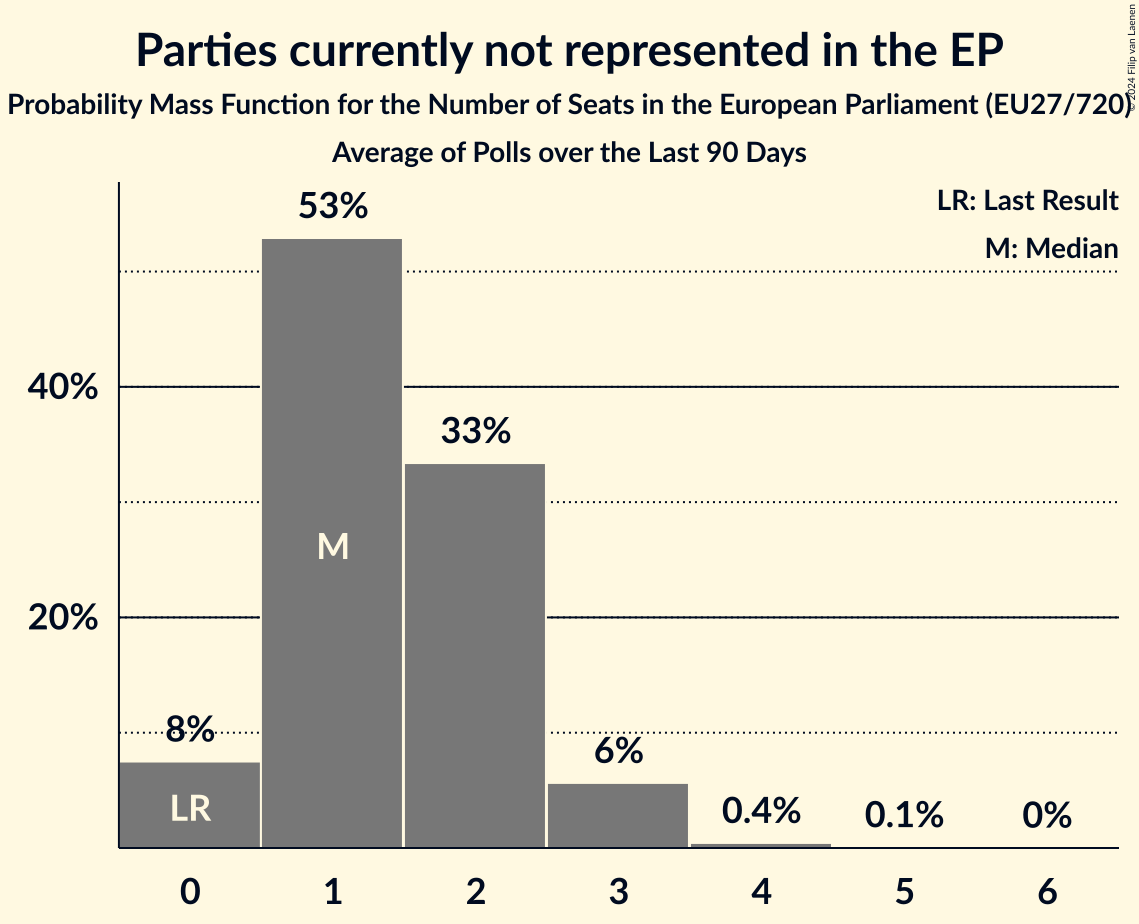 Parties currently not represented in the EP
Probability Mass Function for the Number of Seats in the European Parliament (EU27/720)
Average of Polls over the Last 90 Days
© 2024 Filip van Laenen
LR: Last Result
M: Median
53%
40%
33%
M
20%
8%
6%
LR
0.4%
0.1%
0%
0 1 2 3 4 5 6